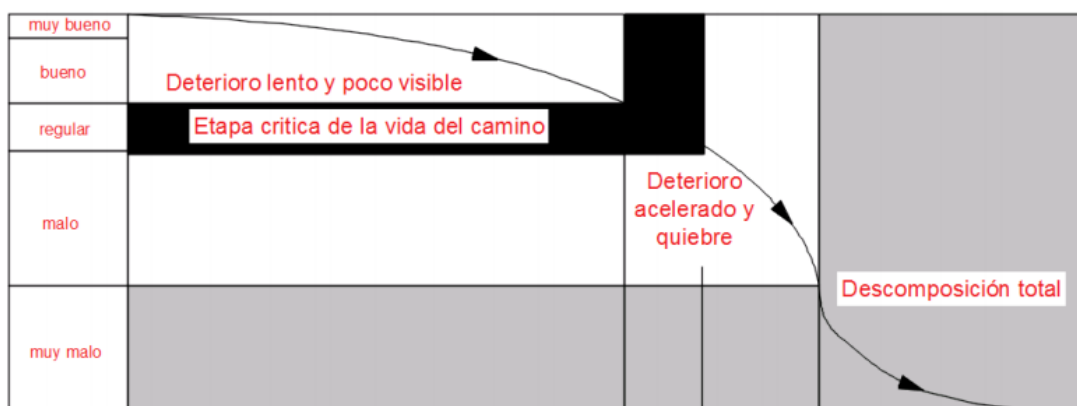 muy bueno
bueno
Deterioro lento y poco visible
regular
Etapa critica de la vida del camino
malo
Deterioro
acelerado y
quiebre
Descomposición total
muy malo